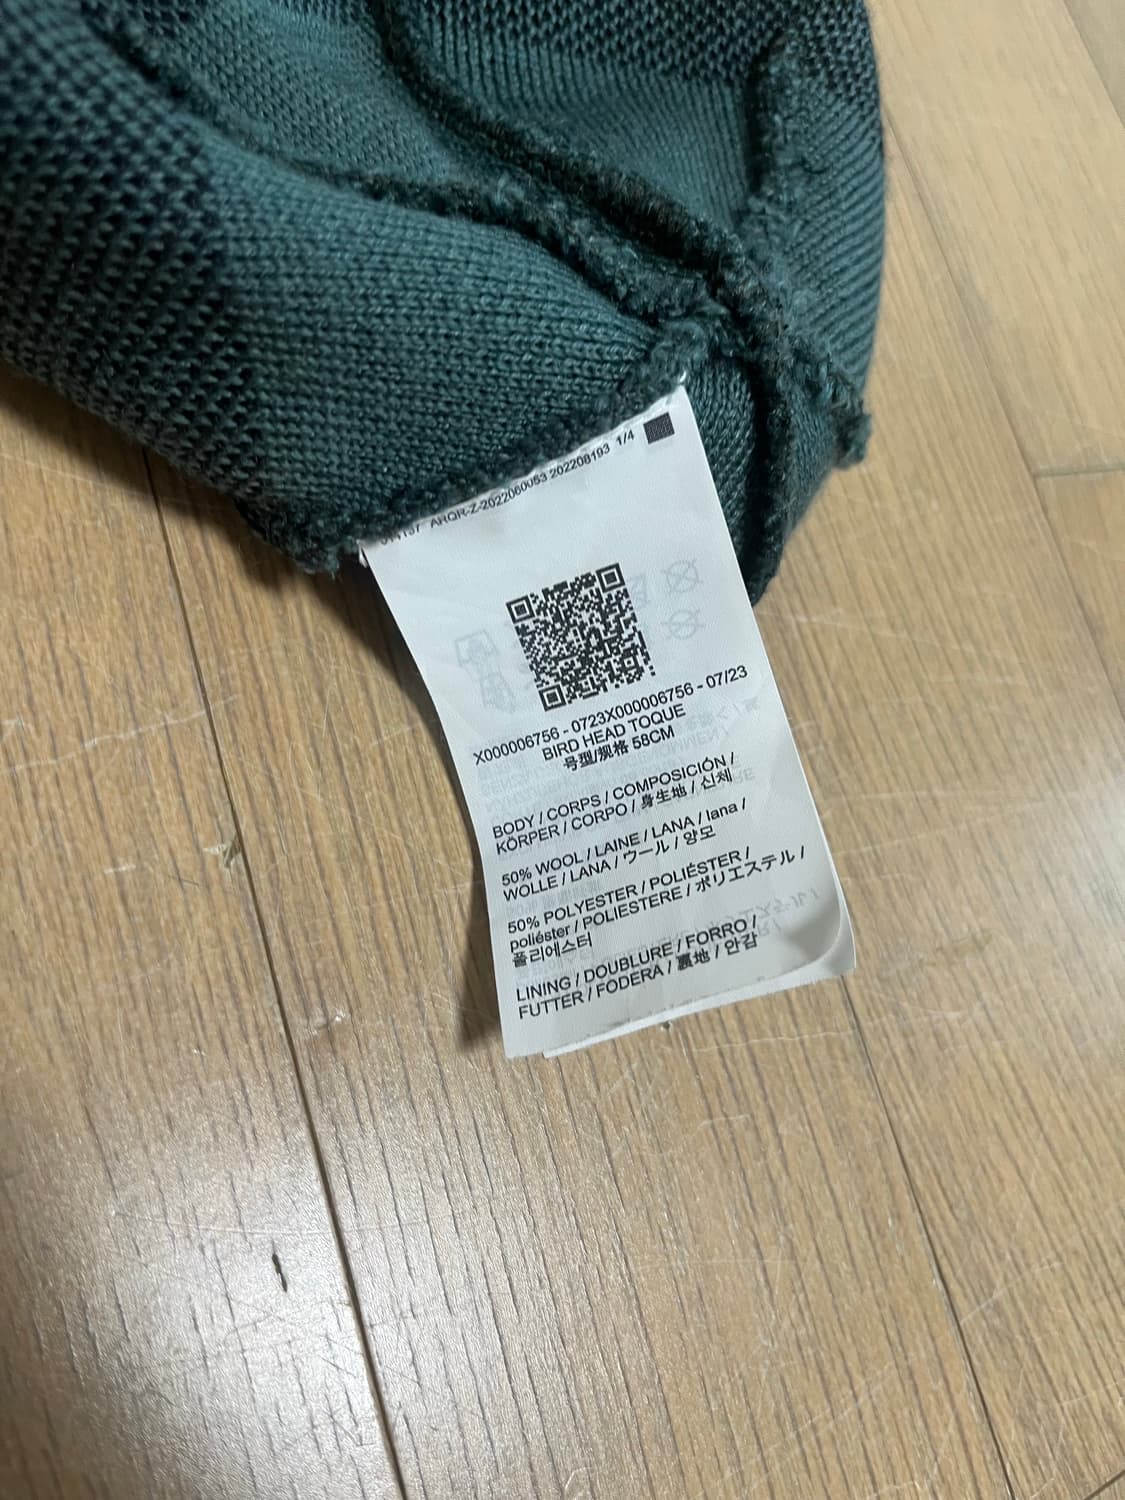 ARQR-Z-2022060053 202208193 1/4
X000006756 - 0723X000006756 - 07/23
BIRD HEAD TOQUE
号型/规格 58CM
BODY / CORPS / COMPOSICIÓN /
KÖRPER / CORPO / 身生地 / 신체
50% WOOL / LAINE / LANA / lana /
WOLLE / LANA / ウール / 양모
50% POLYESTER / POLIÉSTER /
poliéster / POLIESTERE / ポリエステル /
폴리에스터
LINING / DOUBLURE / FORRO /
FUTTER / FODERA / 裏地 / 안감